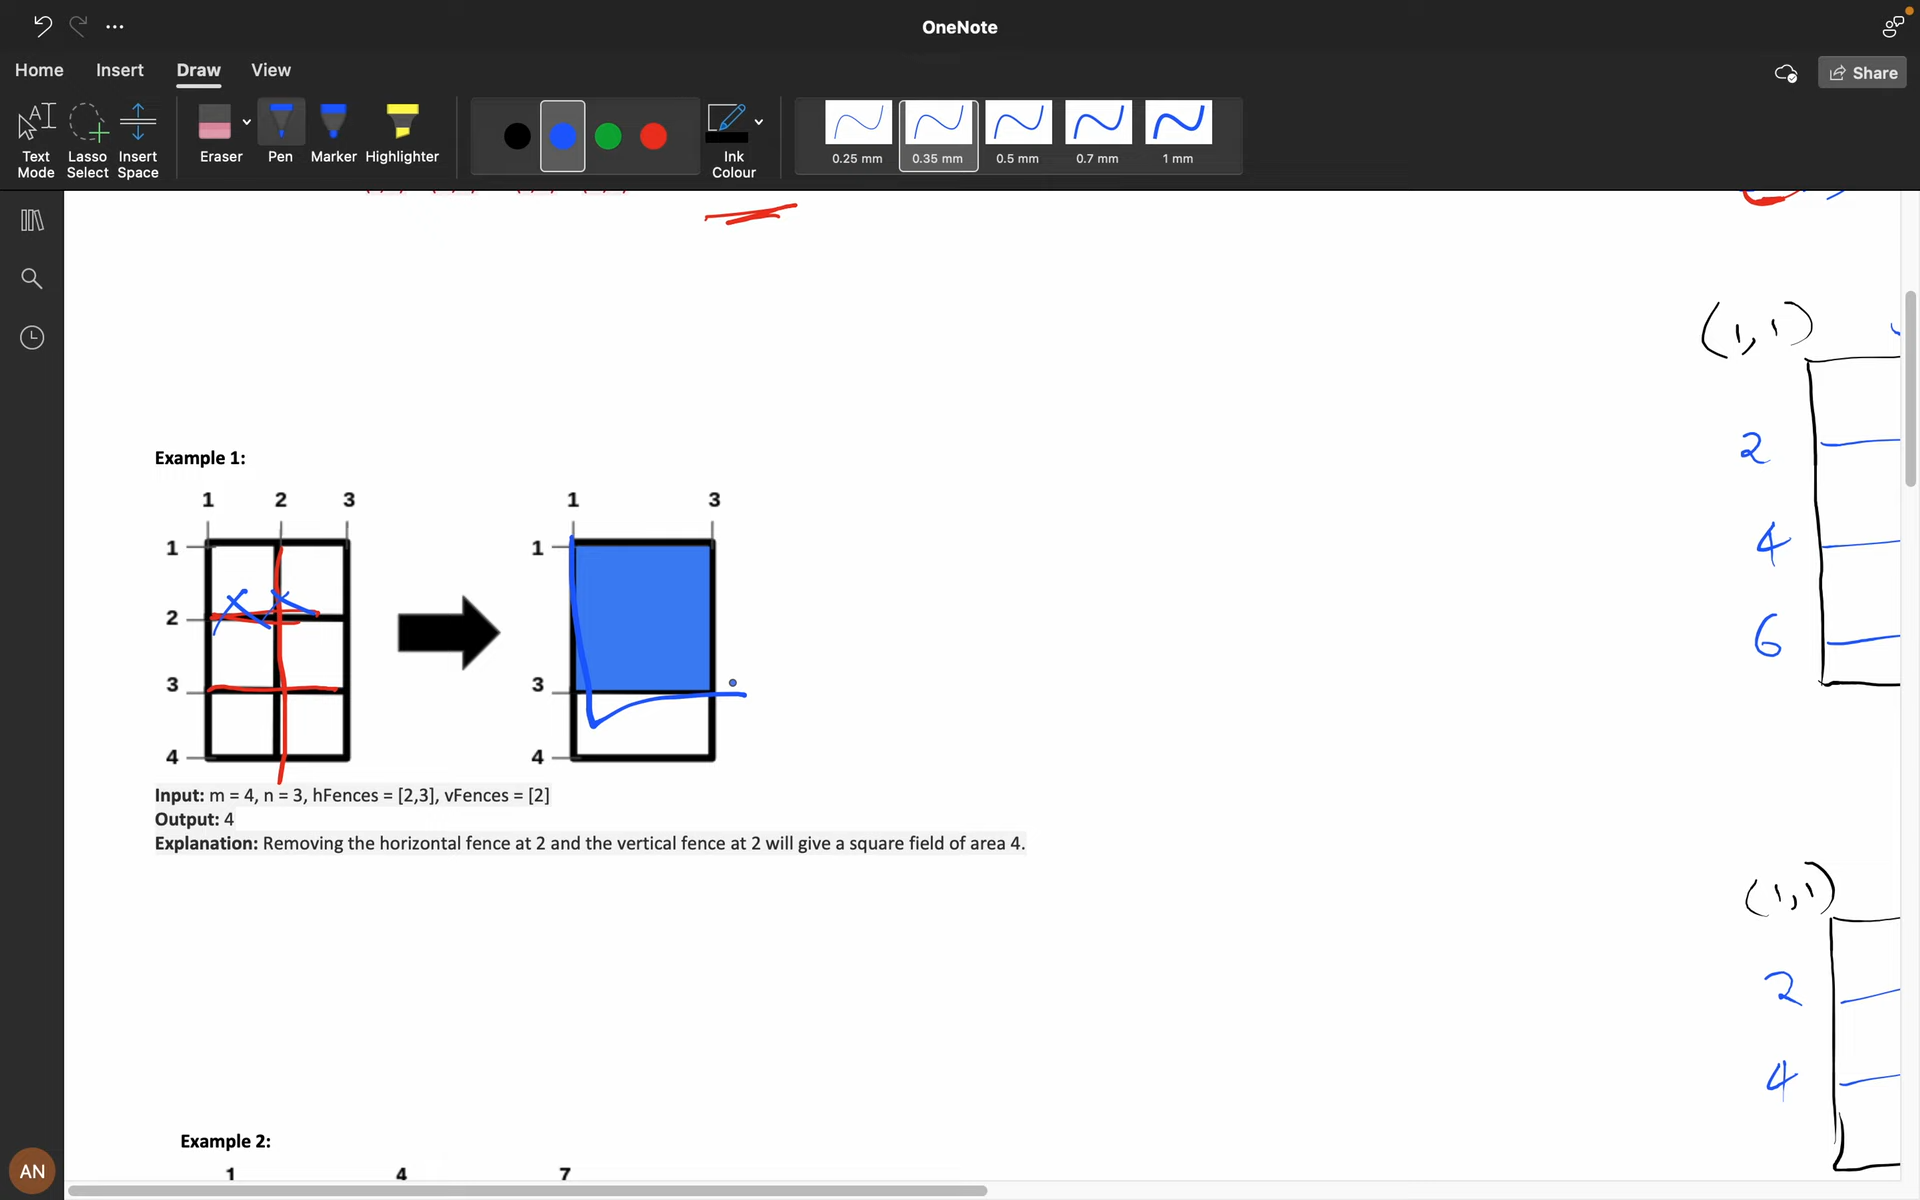 OneNote
Home Insert Draw View
Share
Text Mode
Lasso Select
Insert Space
Eraser
Pen
Marker
Highlighter
Ink Colour
0.25 mm
0.35 mm
0.5 mm
0.7 mm
1 mm
(1,1)
2
4
6
Example 1:
1 2 3
1 3
1
2
3
4
1
3
4
Input: m = 4, n = 3, hFences = [2,3], vFences = [2]
Output: 4
Explanation: Removing the horizontal fence at 2 and the vertical fence at 2 will give a square field of area 4.
(1,1)
2
4
Example 2:
1 4 7
AN